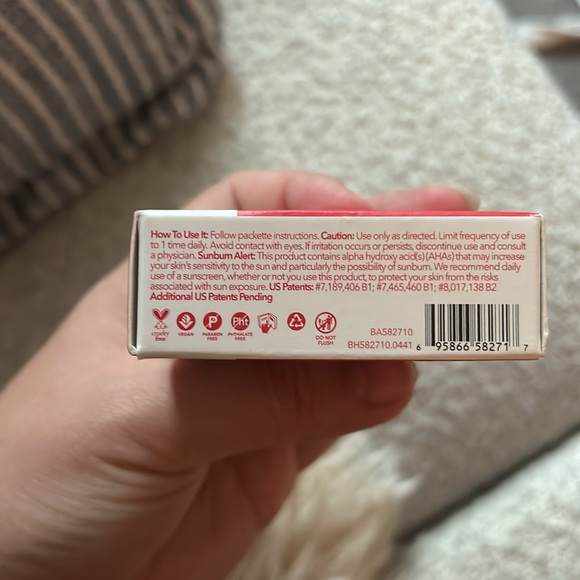 How To Use It: Follow packette instructions. Caution: Use only as directed. Limit frequency of use
to 1 time daily. Avoid contact with eyes. If irritation occurs or persists, discontinue use and consult
a physician. Sunburn Alert: This product contains alpha hydroxy acid(s) (AHAs) that may increase
your skin's sensitivity to the sun and particularly the possibility of sunburn. We recommend daily
use of a sunscreen, whether or not you use this product, to protect your skin from the risks
associated with sun exposure. US Patents: #7,189,406 B1; #7,465,460 B1; #8,017,138 B2
Additional US Patents Pending
cruelty
free
VEGAN
P
PARABEN
FREE
Pht
PHTHALATE
FREE
DO NOT
FLUSH
BAS82710
BHS82710.0441
6 95866 58271 7